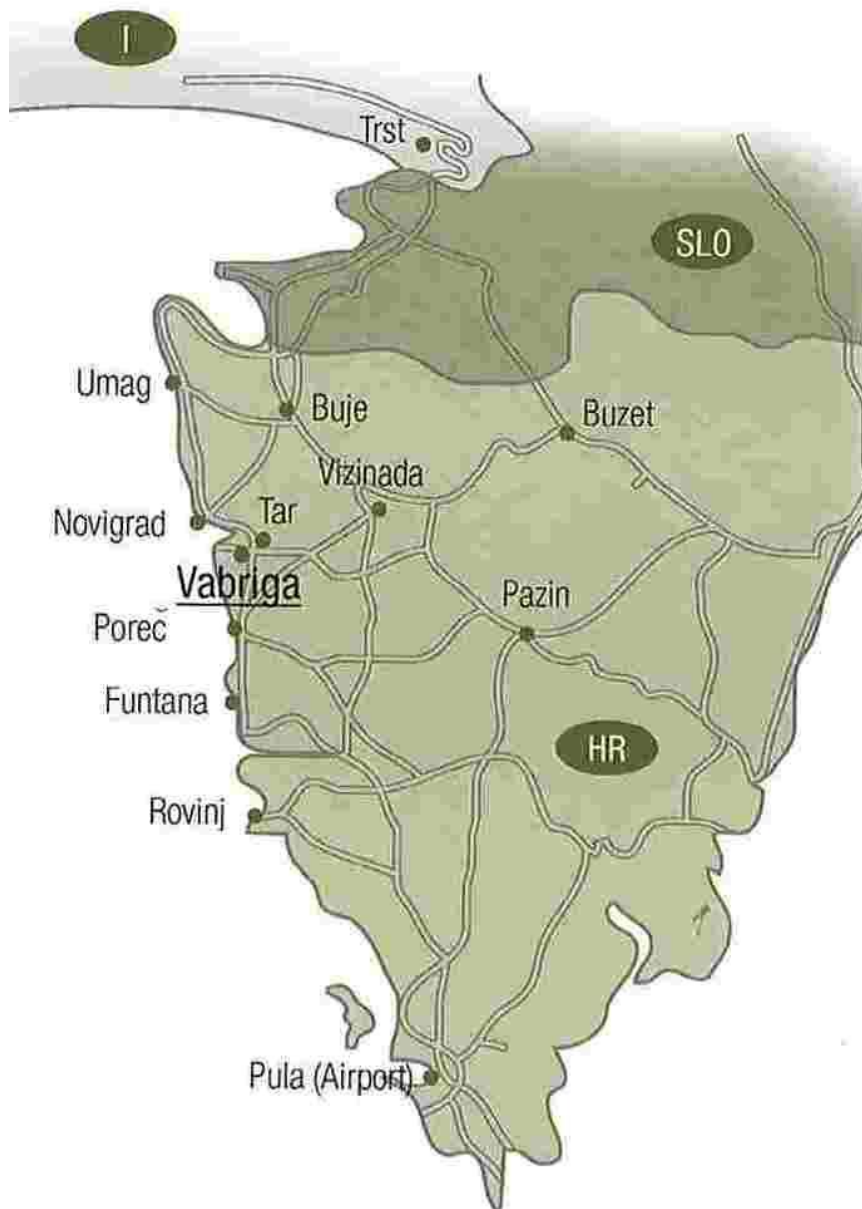 I
Trst
SLO
Umag
Buje
Buzet
Vizinada
Novigrad
Tar
Vabriga
Pazin
Poreč
Funtana
HR
Rovinj
Pula (Airport)